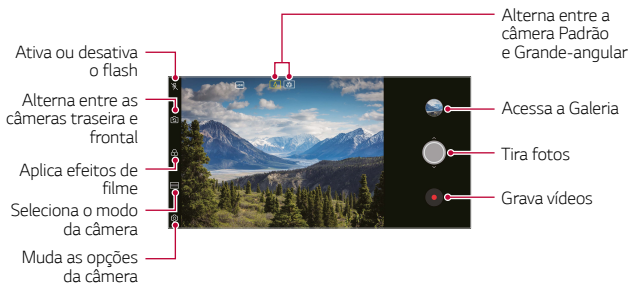 Alterna entre a
câmera Padrão
e Grande-angular
Ativa ou desativa
o flash
Alterna entre as
câmeras traseira e
frontal
Aplica efeitos de
filme
Seleciona o modo
da câmera
Muda as opções
da câmera
Acessa a Galeria
Tira fotos
Grava vídeos